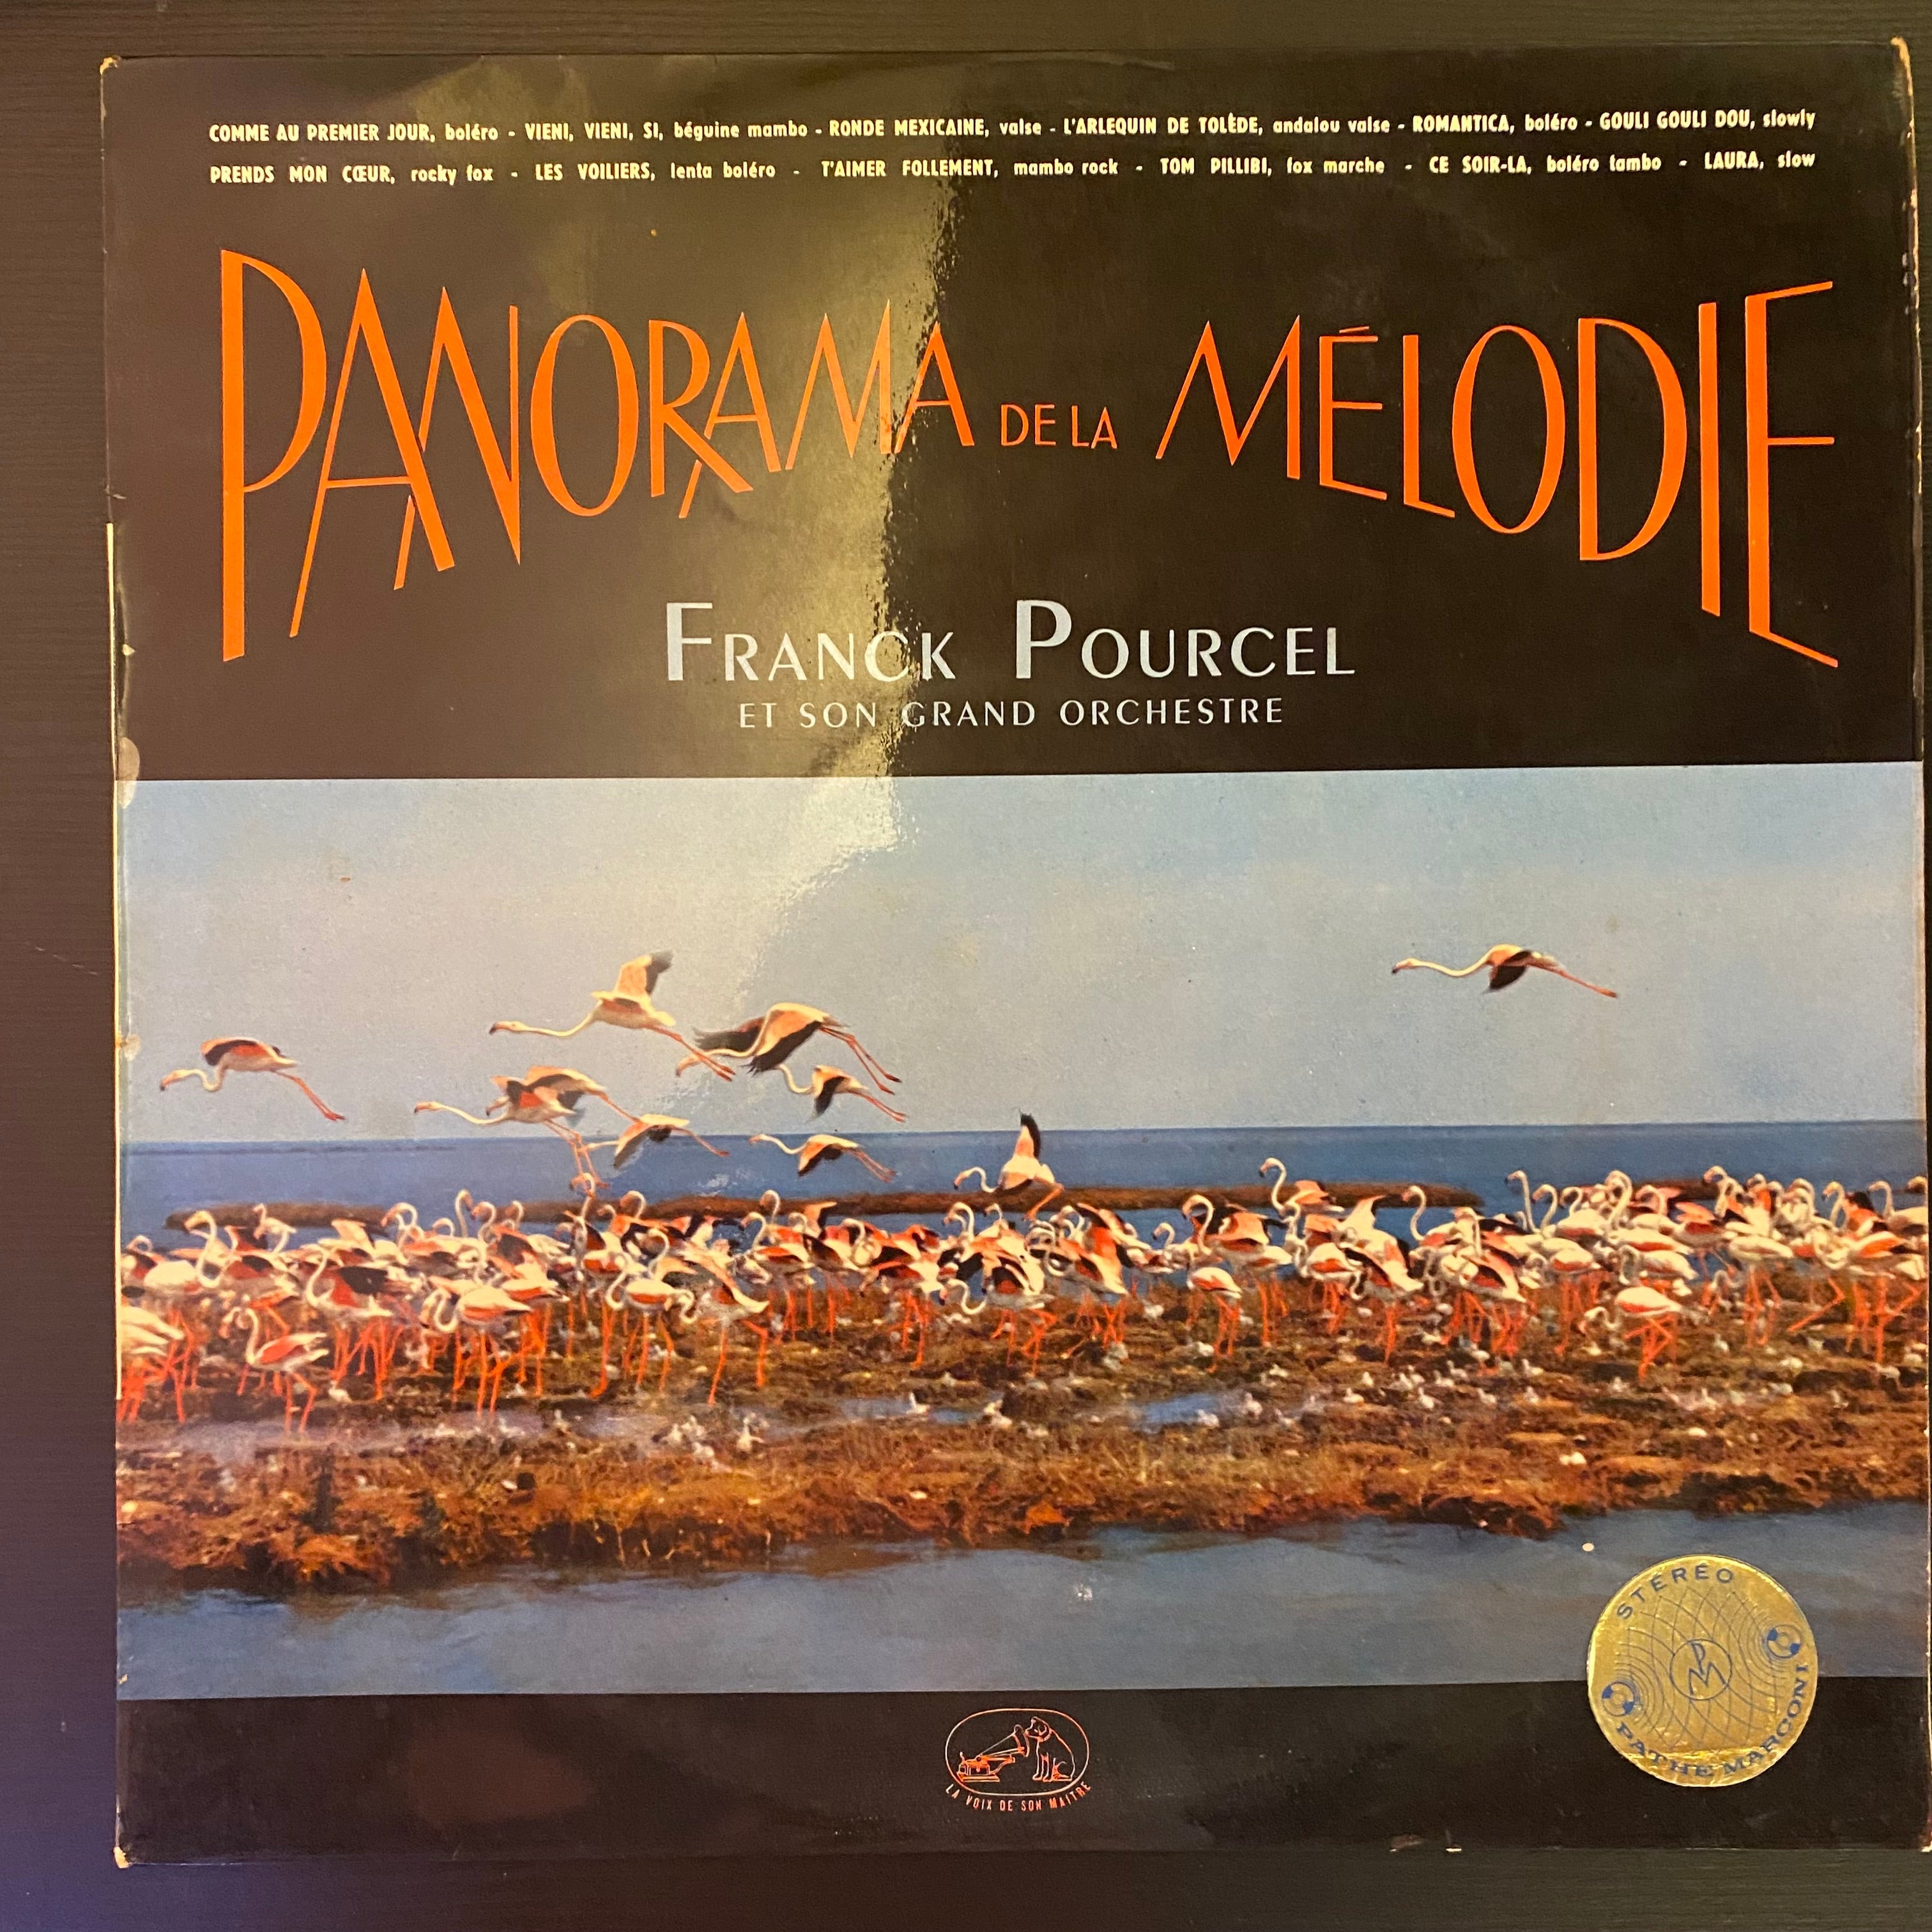 COMME AU PREMIER JOUR, boléro - VIENI, VIENI, SI, béguine mambo - RONDE MEXICAINE, valse - L'ARLEQUIN DE TOLÈDE, andalou valse - ROMANTICA, boléro - GOULI GOULI DOU, slowly
PRENDS MON CŒUR, rocky fox - LES VOILIERS, lenta boléro - T'AIMER FOLLEMENT, mambo rock - TOM PILLIBI, fox marche - CE SOIR-LA, boléro tambo - LAURA, slow
PANORAMA DE LA MÉLODIE
FRANCK POURCEL
ET SON GRAND ORCHESTRE
STÉRÉO
PM
PATHE MARCONI
LA VOIX DE SON MAITRE